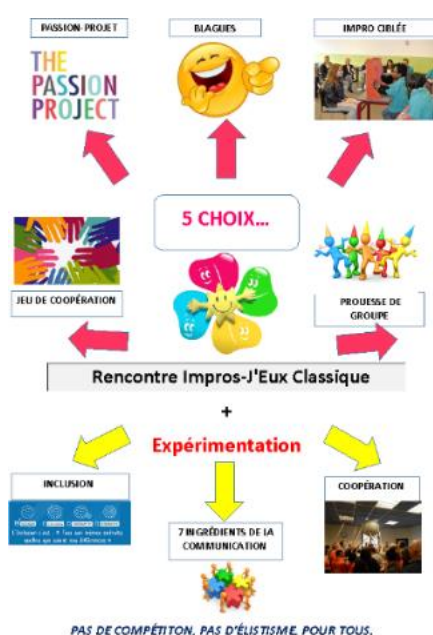 PASSION-PROJET
BLAGUES
IMPRO CIBLÉE
THE
PASSION
PROJECT
5 CHOIX...
JEU DE COOPÉRATION
PROUESSE DE
GROUPE
Rencontre Impros-J'Eux Classique
+
Expérimentation
INCLUSION
COOPÉRATION
7 INGRÉDIENTS DE LA
COMMUNICATION
PAS DE COMPÉTITON, PAS D'ÉLISTISME, POUR TOUS.